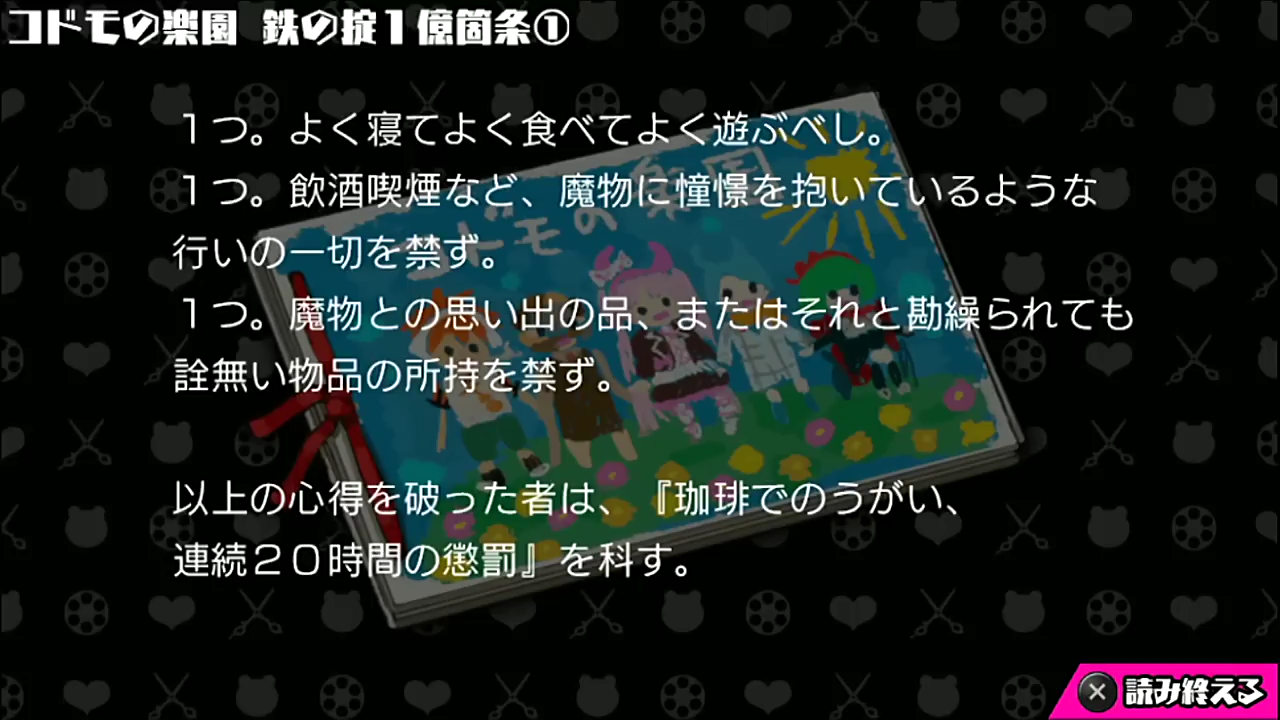 コドモの楽園 鉄の掟１億箇条①
１つ。よく寝てよく食べてよく遊ぶべし。
１つ。飲酒喫煙など、魔物に憧憬を抱いているような
行いの一切を禁ず。
１つ。魔物との思い出の品、またはそれと勘繰られても
詮無い物品の所持を禁ず。
以上の心得を破った者は、『珈琲でのうがい、
連続２０時間の懲罰』を科す。
コドモの楽園
読み終える